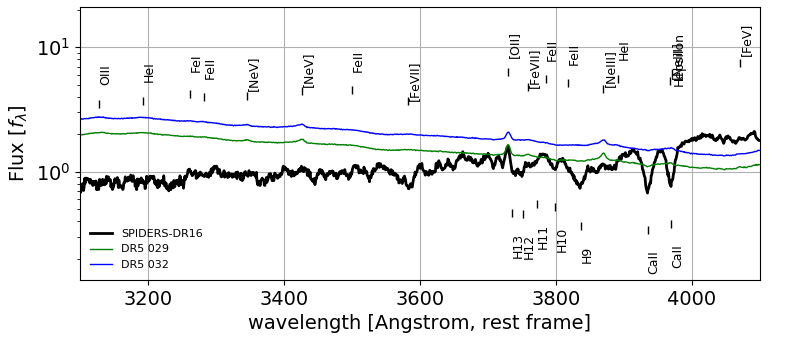 OIII
HeI
FeI
FeII
[NeV]
[NeV]
FeII
[FeVII]
[OII]
[FeVII]
FeII
FeII
[NeIII]
HeI
Hepsilon
[FeV]
H13
H12
H11
H10
H9
CaII
CaII
Flux [fλ]
10¹
10⁰
SPIDERS-DR16
DR5 029
DR5 032
3200
3400
3600
3800
4000
wavelength [Angstrom, rest frame]